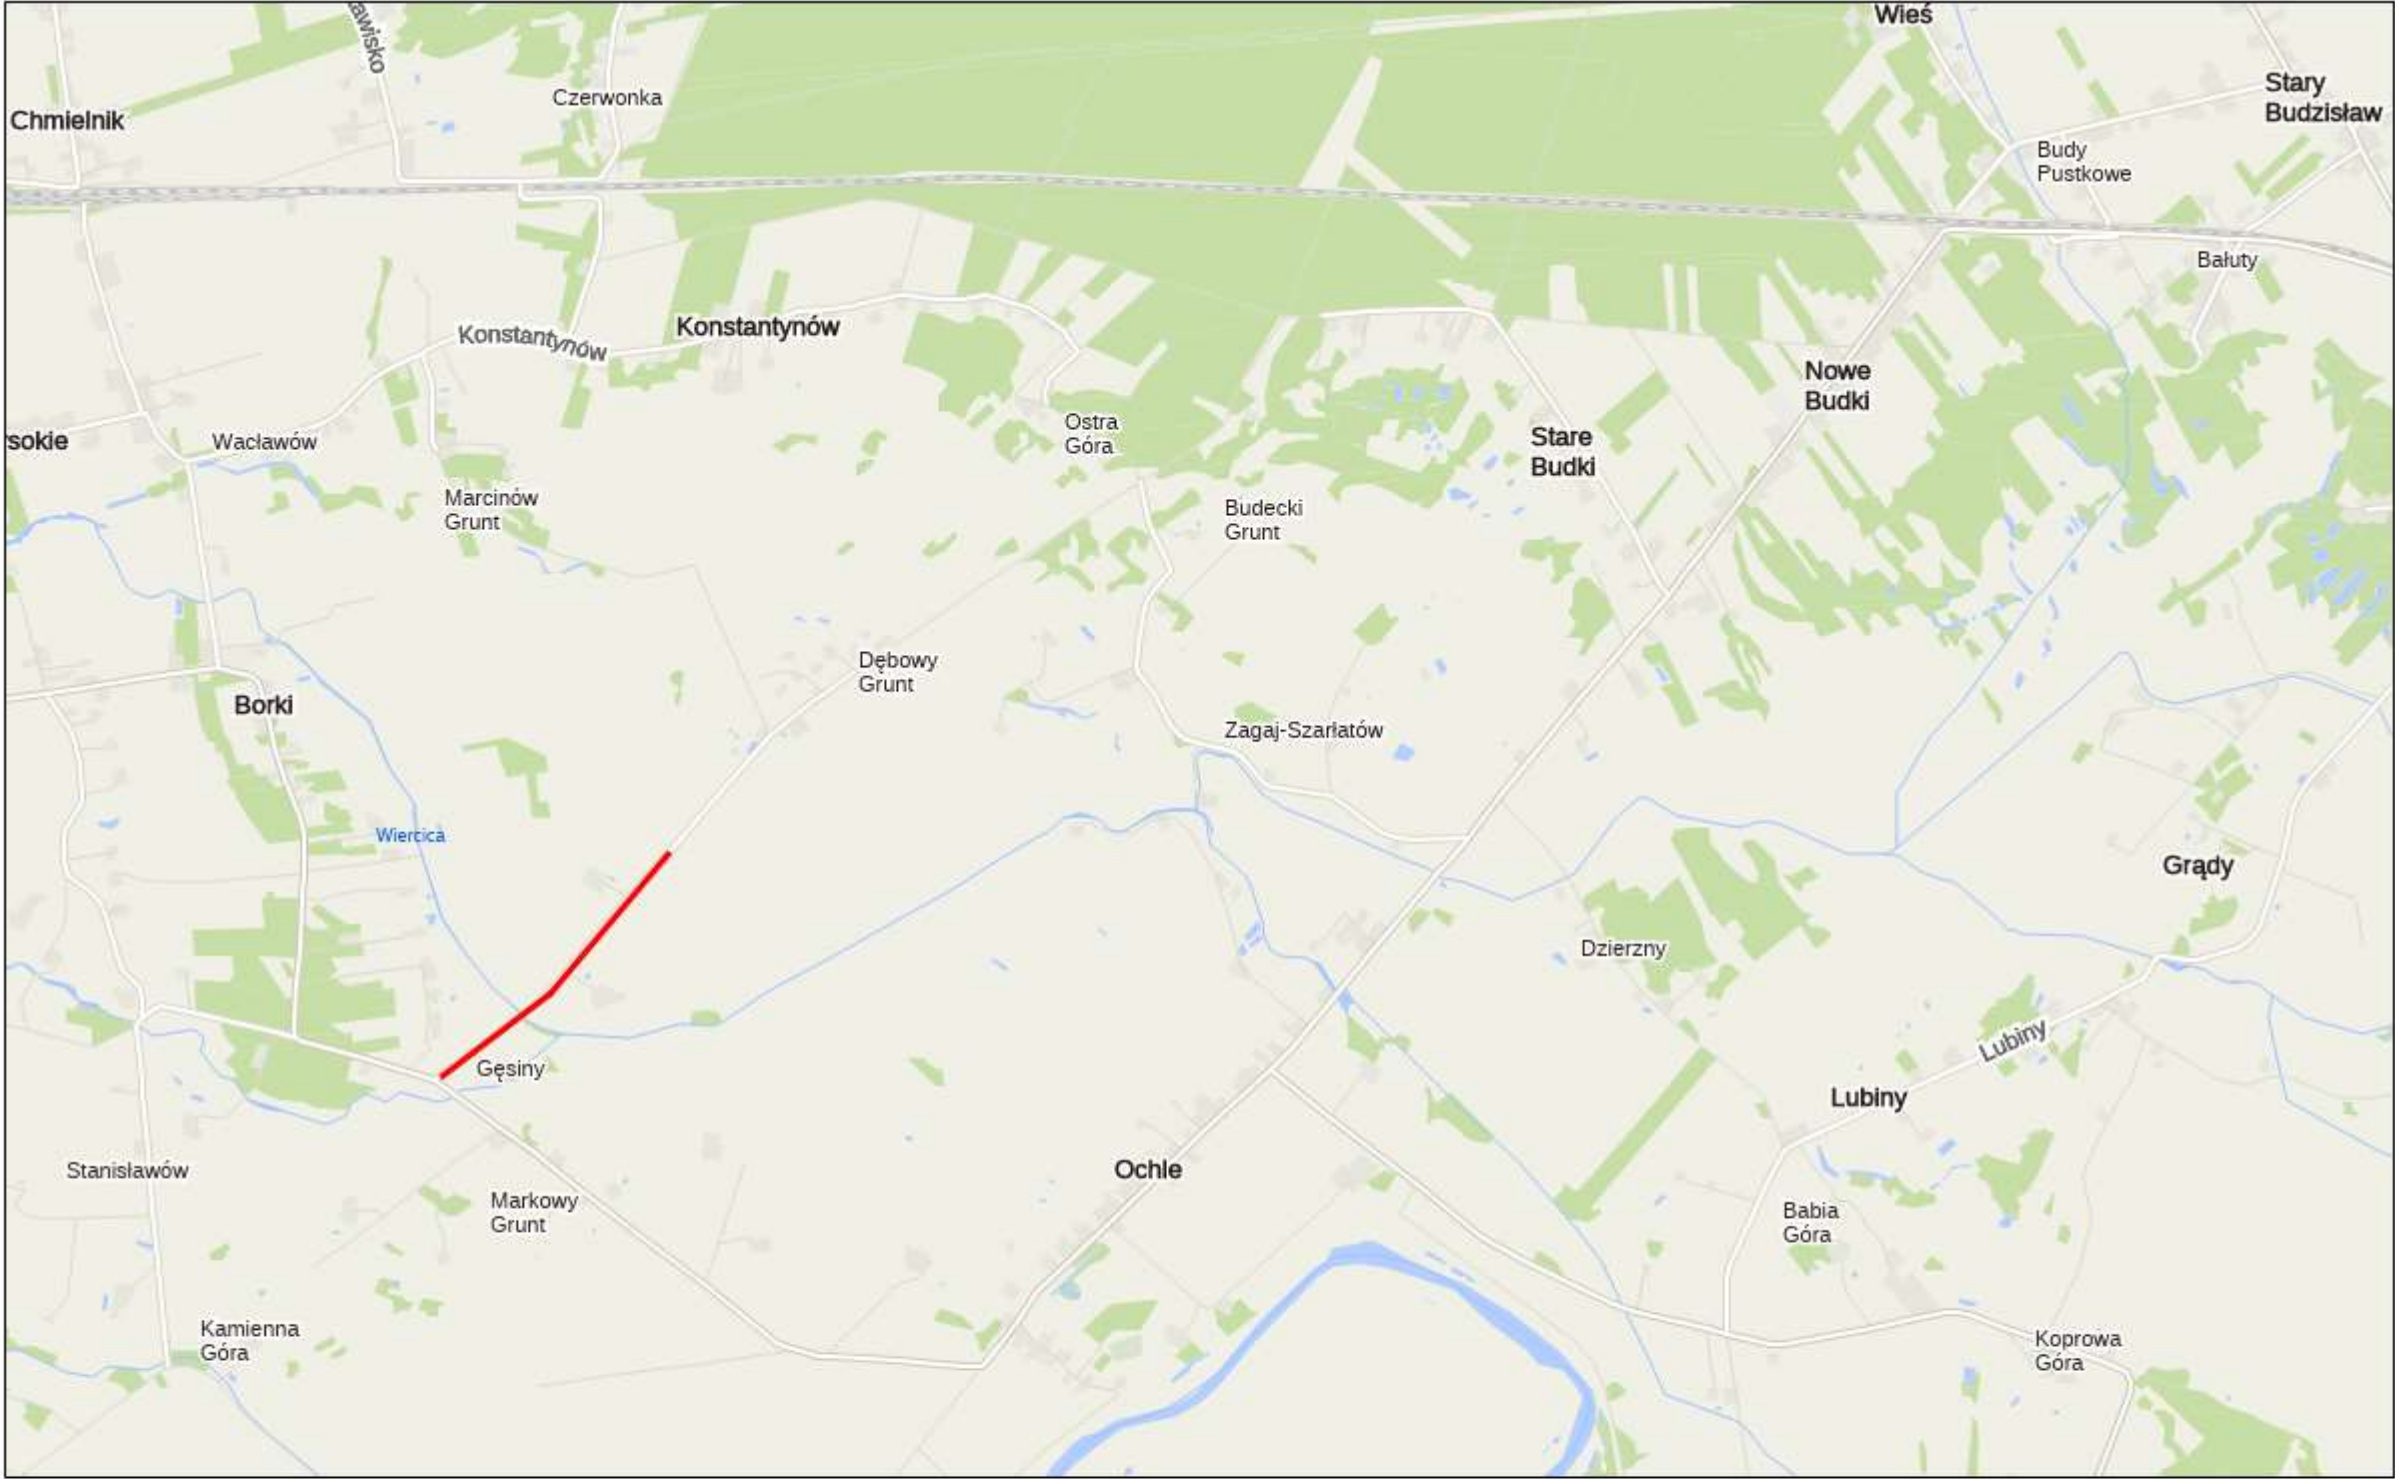 Wieś
Stary
Budzisław
Czerwonka
Chmielnik
Budy
Pustkowe
Bałuty
Konstantynów
Konstantynów
Nowe
Budki
Ostra
Góra
Stare
Budki
Wacławów
Marcinów
Grunt
Budecki
Grunt
Dębowy
Grunt
Borki
Zagaj-Szarłatów
Wiercica
Grądy
Dzierzny
Gęsiny
Lubiny
Lubiny
Stanisławów
Ochle
Markowy
Grunt
Babia
Góra
Kamienna
Góra
Koprowa
Góra